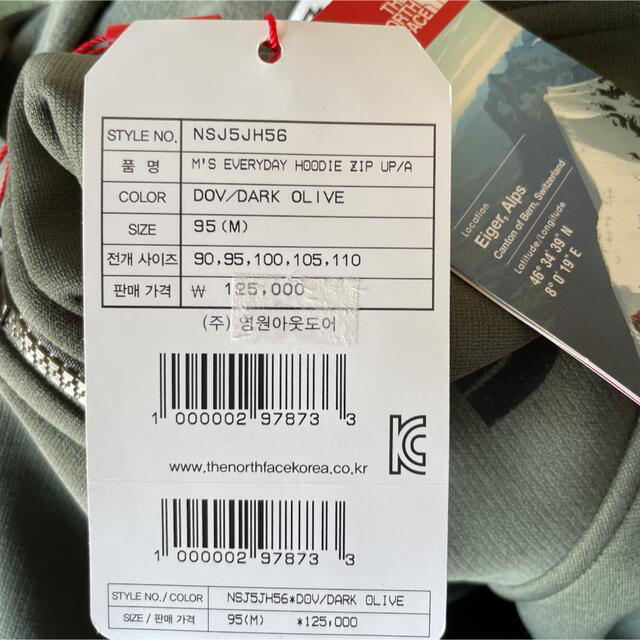 THE
NORTH
FACE
STYLE NO. NSJ5JH56
품 명 M'S EVERYDAY HOODIE ZIP UP/A
COLOR DOV/DARK OLIVE
SIZE 95(M)
전개 사이즈 90,95,100,105,110
판매 가격 ₩ 125,000
(주) 영원아웃도어
1 000002 97873 3
www.thenorthfacekorea.co.kr
1 000002 97873 3
STYLE NO./COLOR NSJ5JH56*DOV/DARK OLIVE
SIZE / 판매 가격 95(M) *125,000
Location
Eiger, Alps
Canton of Bern, Switzerland
Latitude/Longitude
46° 34' 39" N
8° 0' 19" E